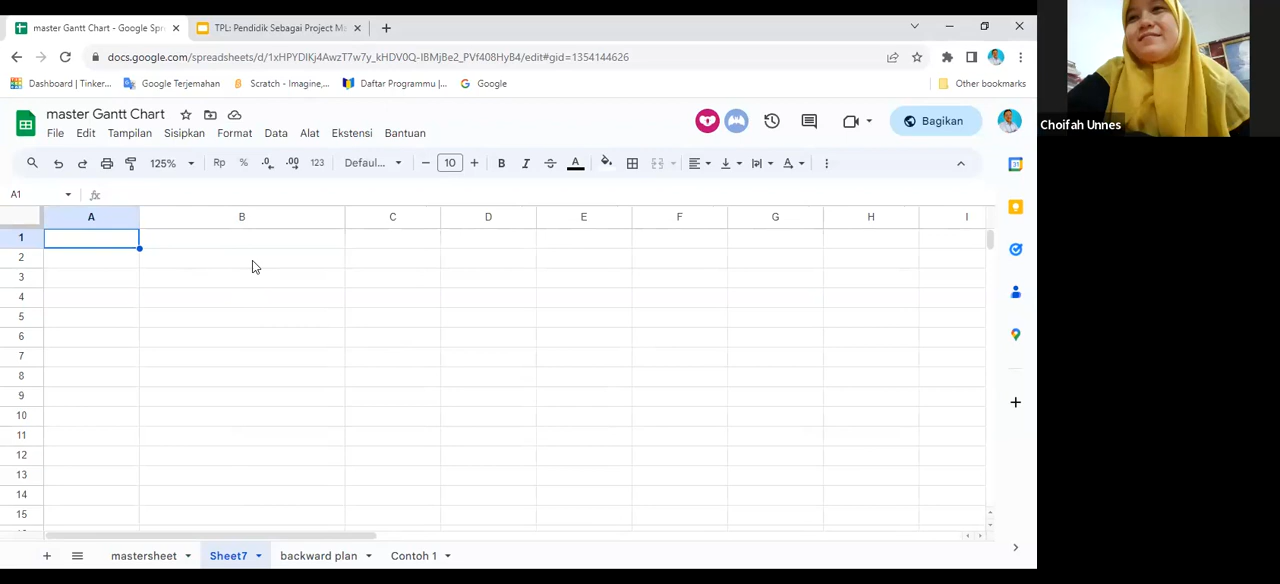 master Gantt Chart - Google Spr
TPL: Pendidik Sebagai Project Ma
docs.google.com/spreadsheets/d/1xHPYDIKj4AwzT7w7y_kHDV0Q-IBMjBe2_PVf408HyB4/edit#gid=1354144626
Dashboard | Tinker...
Google Terjemahan
Scratch - Imagine,...
Daftar Programmu |...
Google
Other bookmarks
master Gantt Chart
File Edit Tampilan Sisipkan Format Data Alat Ekstensi Bantuan
Bagikan
125% Rp % .0 .00 123 Defaul... 10 B I A
A1 fx
A B C D E F G H I
1
2
3
4
5
6
7
8
9
10
11
12
13
14
15
mastersheet Sheet7 backward plan Contoh 1
31
Choifah Unnes